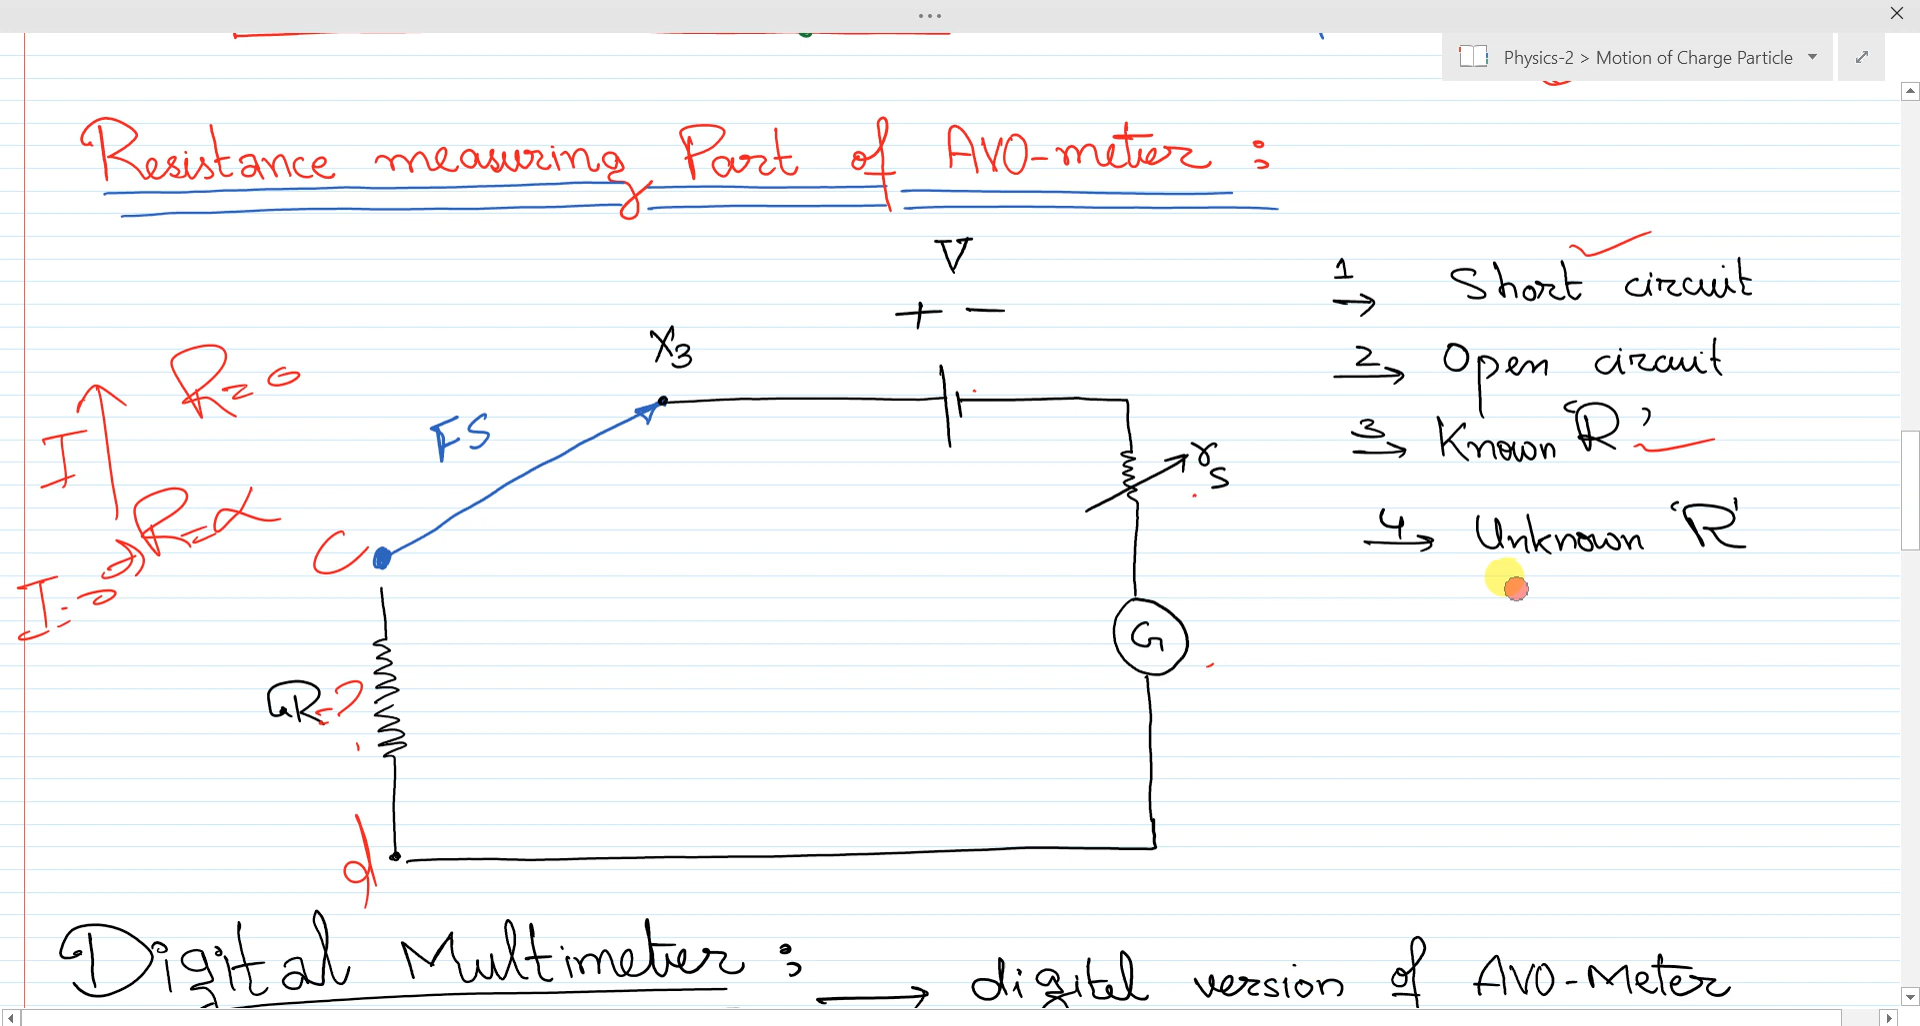 Physics-2 > Motion of Charge Particle
Resistance measuring Part of AVO-meter :
V
+ −
X3
1 → Short circuit
2 → Open circuit
3 → Known 'R'
4 → Unknown 'R'
R=0
I
FS
rs
R=α
I=0
C
G
R=?
d
Digital Multimeter : → digital version of AVO-Meter